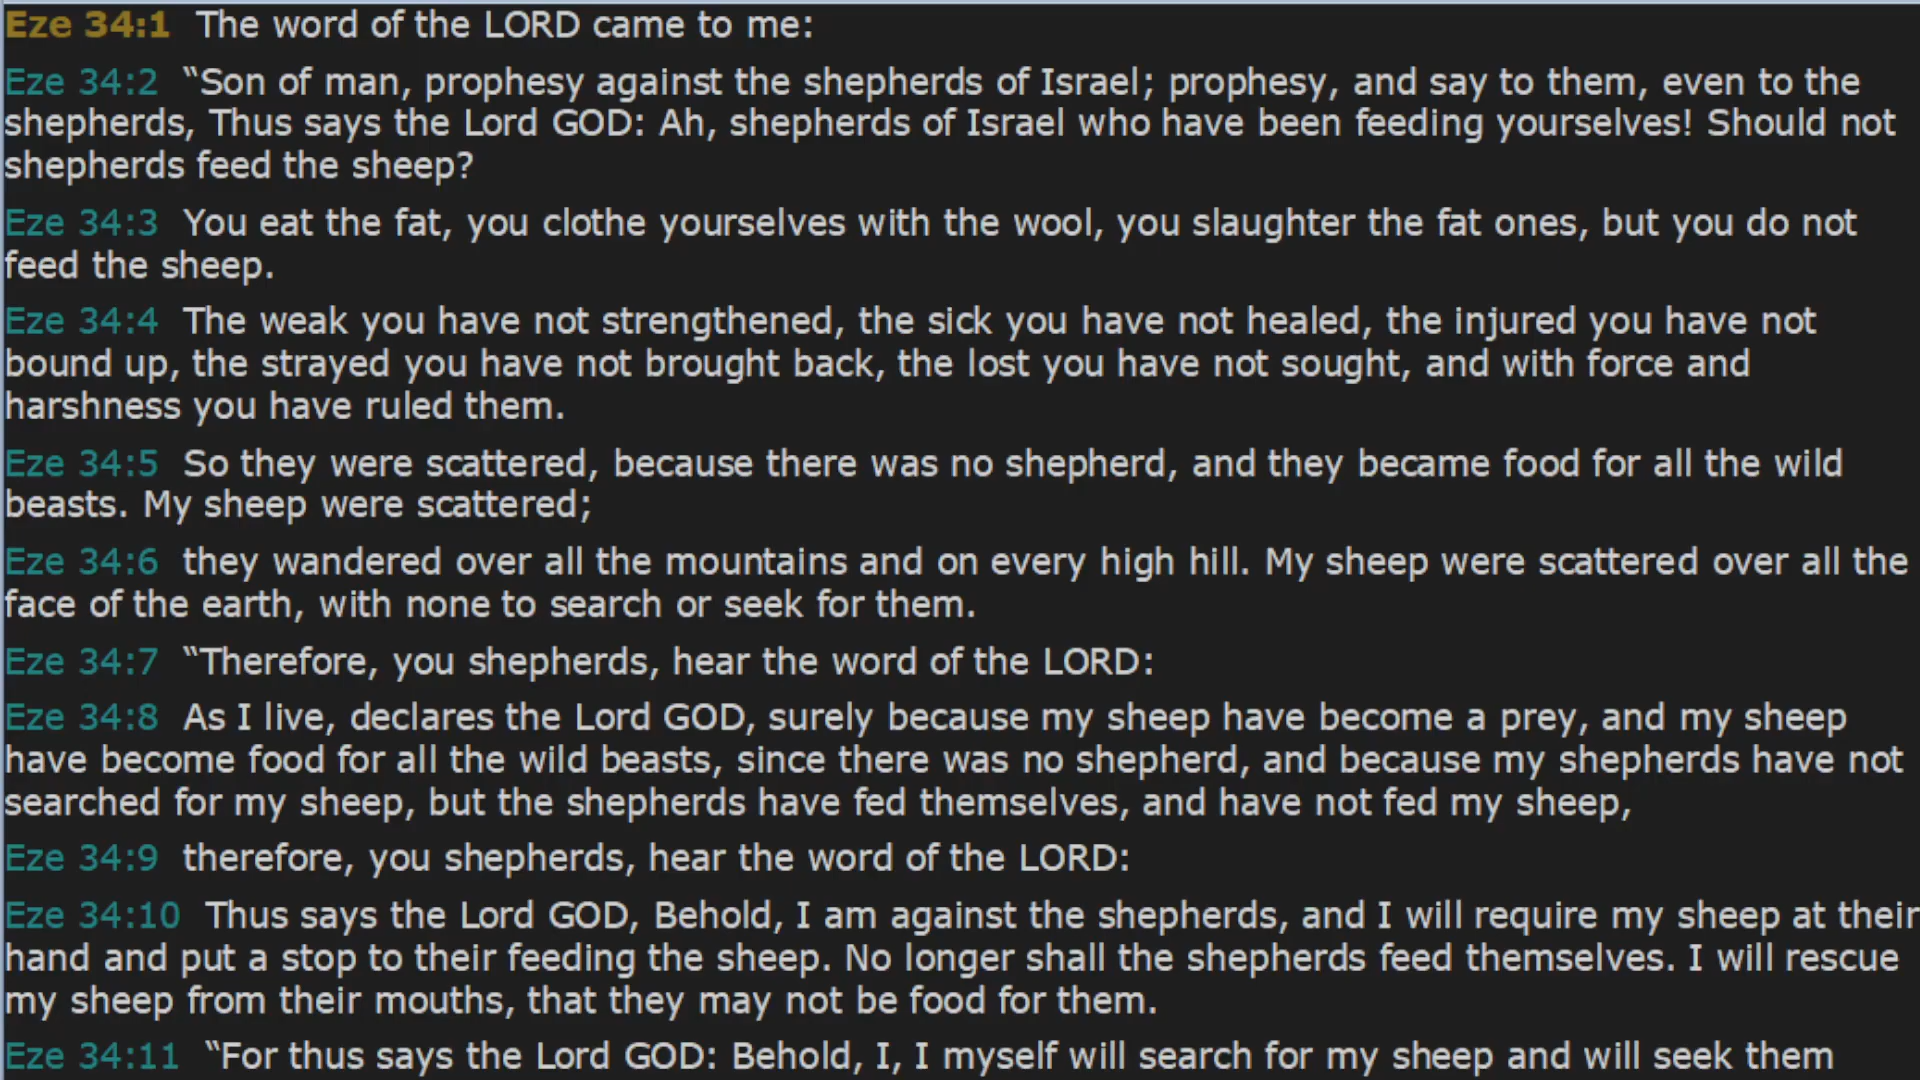 Eze 34:1 The word of the LORD came to me:
Eze 34:2 “Son of man, prophesy against the shepherds of Israel; prophesy, and say to them, even to the
shepherds, Thus says the Lord GOD: Ah, shepherds of Israel who have been feeding yourselves! Should not
shepherds feed the sheep?
Eze 34:3 You eat the fat, you clothe yourselves with the wool, you slaughter the fat ones, but you do not
feed the sheep.
Eze 34:4 The weak you have not strengthened, the sick you have not healed, the injured you have not
bound up, the strayed you have not brought back, the lost you have not sought, and with force and
harshness you have ruled them.
Eze 34:5 So they were scattered, because there was no shepherd, and they became food for all the wild
beasts. My sheep were scattered;
Eze 34:6 they wandered over all the mountains and on every high hill. My sheep were scattered over all the
face of the earth, with none to search or seek for them.
Eze 34:7 “Therefore, you shepherds, hear the word of the LORD:
Eze 34:8 As I live, declares the Lord GOD, surely because my sheep have become a prey, and my sheep
have become food for all the wild beasts, since there was no shepherd, and because my shepherds have not
searched for my sheep, but the shepherds have fed themselves, and have not fed my sheep,
Eze 34:9 therefore, you shepherds, hear the word of the LORD:
Eze 34:10 Thus says the Lord GOD, Behold, I am against the shepherds, and I will require my sheep at their
hand and put a stop to their feeding the sheep. No longer shall the shepherds feed themselves. I will rescue
my sheep from their mouths, that they may not be food for them.
Eze 34:11 “For thus says the Lord GOD: Behold, I, I myself will search for my sheep and will seek them